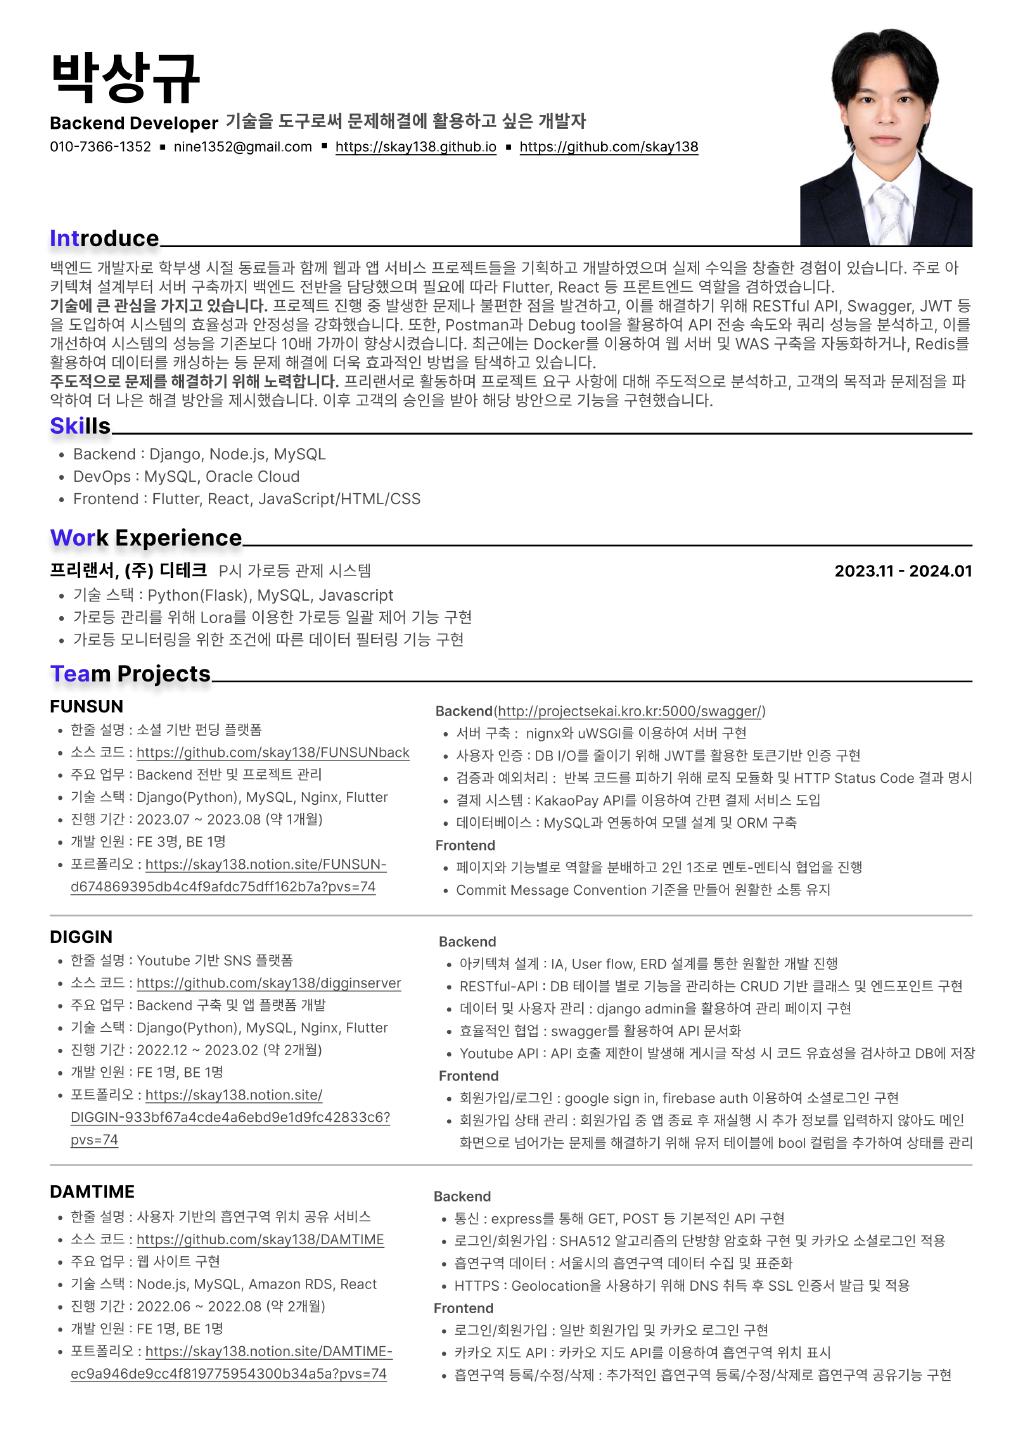 박상규
Backend Developer 기술을 도구로써 문제해결에 활용하고 싶은 개발자
010-7366-1352 ▪ nine1352@gmail.com ▪ https://skay138.github.io ▪ https://github.com/skay138
Introduce
백엔드 개발자로 학부생 시절 동료들과 함께 웹과 앱 서비스 프로젝트들을 기획하고 개발하였으며 실제 수익을 창출한 경험이 있습니다. 주로 아
키텍쳐 설계부터 서버 구축까지 백엔드 전반을 담당했으며 필요에 따라 Flutter, React 등 프론트엔드 역할을 겸하였습니다.
기술에 큰 관심을 가지고 있습니다. 프로젝트 진행 중 발생한 문제나 불편한 점을 발견하고, 이를 해결하기 위해 RESTful API, Swagger, JWT 등
을 도입하여 시스템의 효율성과 안정성을 강화했습니다. 또한, Postman과 Debug tool을 활용하여 API 전송 속도와 쿼리 성능을 분석하고, 이를
개선하여 시스템의 성능을 기존보다 10배 가까이 향상시켰습니다. 최근에는 Docker를 이용하여 웹 서버 및 WAS 구축을 자동화하거나, Redis를
활용하여 데이터를 캐싱하는 등 문제 해결에 더욱 효과적인 방법을 탐색하고 있습니다.
주도적으로 문제를 해결하기 위해 노력합니다. 프리랜서로 활동하며 프로젝트 요구 사항에 대해 주도적으로 분석하고, 고객의 목적과 문제점을 파
악하여 더 나은 해결 방안을 제시했습니다. 이후 고객의 승인을 받아 해당 방안으로 기능을 구현했습니다.
Skills
• Backend : Django, Node.js, MySQL
• DevOps : MySQL, Oracle Cloud
• Frontend : Flutter, React, JavaScript/HTML/CSS
Work Experience
프리랜서, (주) 디테크 P시 가로등 관제 시스템 2023.11 - 2024.01
• 기술 스택 : Python(Flask), MySQL, Javascript
• 가로등 관리를 위해 Lora를 이용한 가로등 일괄 제어 기능 구현
• 가로등 모니터링을 위한 조건에 따른 데이터 필터링 기능 구현
Team Projects
FUNSUN
• 한줄 설명 : 소셜 기반 펀딩 플랫폼
• 소스 코드 : https://github.com/skay138/FUNSUNback
• 주요 업무 : Backend 전반 및 프로젝트 관리
• 기술 스택 : Django(Python), MySQL, Nginx, Flutter
• 진행 기간 : 2023.07 ~ 2023.08 (약 1개월)
• 개발 인원 : FE 3명, BE 1명
• 포르폴리오 : https://skay138.notion.site/FUNSUN-
d674869395db4c4f9afdc75dff162b7a?pvs=74
Backend(http://projectsekai.kro.kr:5000/swagger/)
• 서버 구축 : nignx와 uWSGI를 이용하여 서버 구현
• 사용자 인증 : DB I/O를 줄이기 위해 JWT를 활용한 토큰기반 인증 구현
• 검증과 예외처리 : 반복 코드를 피하기 위해 로직 모듈화 및 HTTP Status Code 결과 명시
• 결제 시스템 : KakaoPay API를 이용하여 간편 결제 서비스 도입
• 데이터베이스 : MySQL과 연동하여 모델 설계 및 ORM 구축
Frontend
• 페이지와 기능별로 역할을 분배하고 2인 1조로 멘토-멘티식 협업을 진행
• Commit Message Convention 기준을 만들어 원활한 소통 유지
DIGGIN
• 한줄 설명 : Youtube 기반 SNS 플랫폼
• 소스 코드 : https://github.com/skay138/digginserver
• 주요 업무 : Backend 구축 및 앱 플랫폼 개발
• 기술 스택 : Django(Python), MySQL, Nginx, Flutter
• 진행 기간 : 2022.12 ~ 2023.02 (약 2개월)
• 개발 인원 : FE 1명, BE 1명
• 포트폴리오 : https://skay138.notion.site/
DIGGIN-933bf67a4cde4a6ebd9e1d9fc42833c6?
pvs=74
Backend
• 아키텍쳐 설계 : IA, User flow, ERD 설계를 통한 원활한 개발 진행
• RESTful-API : DB 테이블 별로 기능을 관리하는 CRUD 기반 클래스 및 엔드포인트 구현
• 데이터 및 사용자 관리 : django admin을 활용하여 관리 페이지 구현
• 효율적인 협업 : swagger를 활용하여 API 문서화
• Youtube API : API 호출 제한이 발생해 게시글 작성 시 코드 유효성을 검사하고 DB에 저장
Frontend
• 회원가입/로그인 : google sign in, firebase auth 이용하여 소셜로그인 구현
• 회원가입 상태 관리 : 회원가입 중 앱 종료 후 재실행 시 추가 정보를 입력하지 않아도 메인
화면으로 넘어가는 문제를 해결하기 위해 유저 테이블에 bool 컬럼을 추가하여 상태를 관리
DAMTIME
• 한줄 설명 : 사용자 기반의 흡연구역 위치 공유 서비스
• 소스 코드 : https://github.com/skay138/DAMTIME
• 주요 업무 : 웹 사이트 구현
• 기술 스택 : Node.js, MySQL, Amazon RDS, React
• 진행 기간 : 2022.06 ~ 2022.08 (약 2개월)
• 개발 인원 : FE 1명, BE 1명
• 포트폴리오 : https://skay138.notion.site/DAMTIME-
ec9a946de9cc4f819775954300b34a5a?pvs=74
Backend
• 통신 : express를 통해 GET, POST 등 기본적인 API 구현
• 로그인/회원가입 : SHA512 알고리즘의 단방향 암호화 구현 및 카카오 소셜로그인 적용
• 흡연구역 데이터 : 서울시의 흡연구역 데이터 수집 및 표준화
• HTTPS : Geolocation을 사용하기 위해 DNS 취득 후 SSL 인증서 발급 및 적용
Frontend
• 로그인/회원가입 : 일반 회원가입 및 카카오 로그인 구현
• 카카오 지도 API : 카카오 지도 API를 이용하여 흡연구역 위치 표시
• 흡연구역 등록/수정/삭제 : 추가적인 흡연구역 등록/수정/삭제로 흡연구역 공유기능 구현